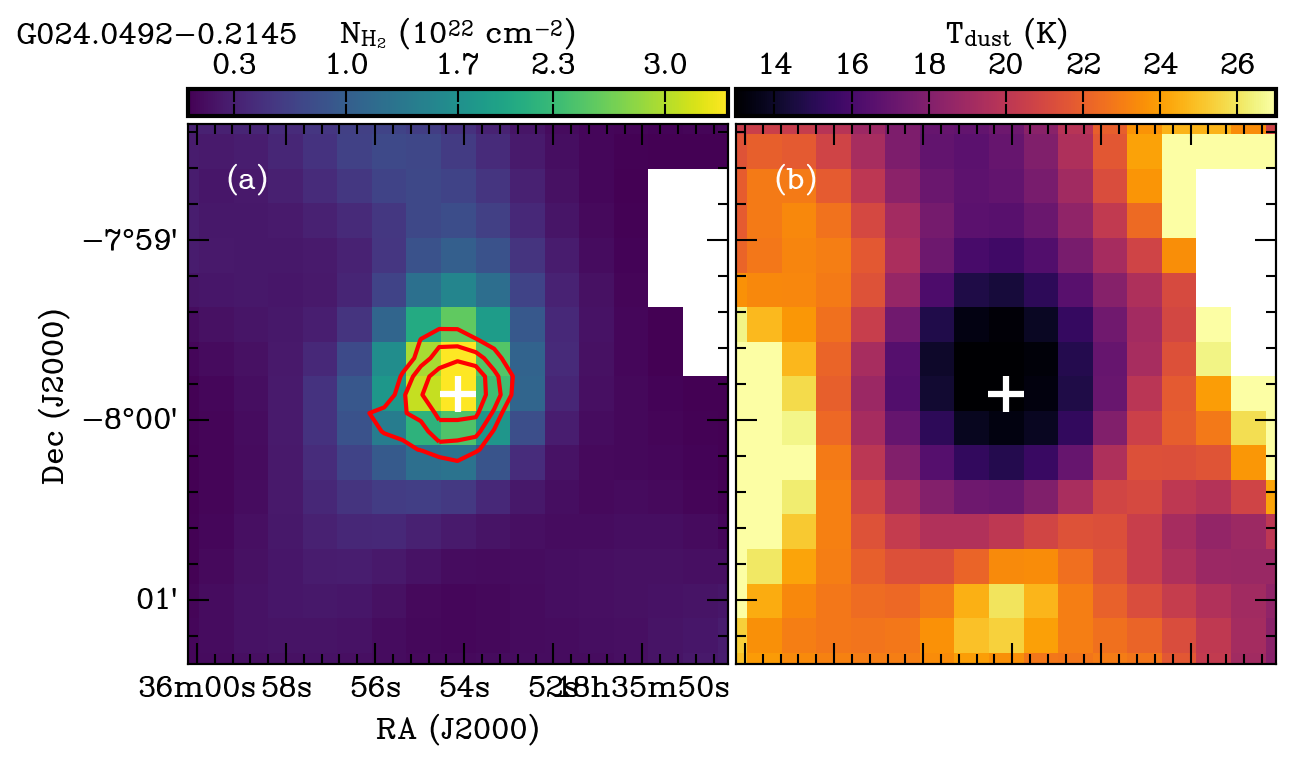 G024.0492−0.2145 N_H₂ (10²² cm⁻²) T_dust (K)
0.3 1.0 1.7 2.3 3.0 14 16 18 20 22 24 26
(a) (b)
−7°59'
−8°00'
01'
Dec (J2000)
36m00s 58s 56s 54s 52s 18h35m50s
RA (J2000)